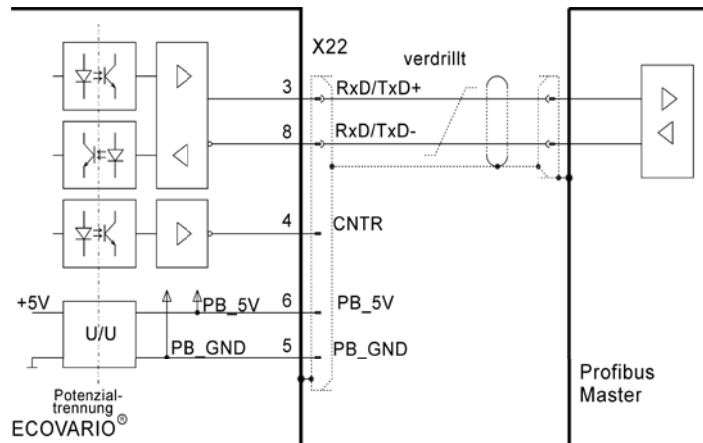 X22
verdrillt
3 RxD/TxD+
8 RxD/TxD-
4 CNTR
+5V PB_5V 6 PB_5V
U/U
PB_GND 5 PB_GND
Potenzial-
trennung
ECOVARIO®
Profibus
Master